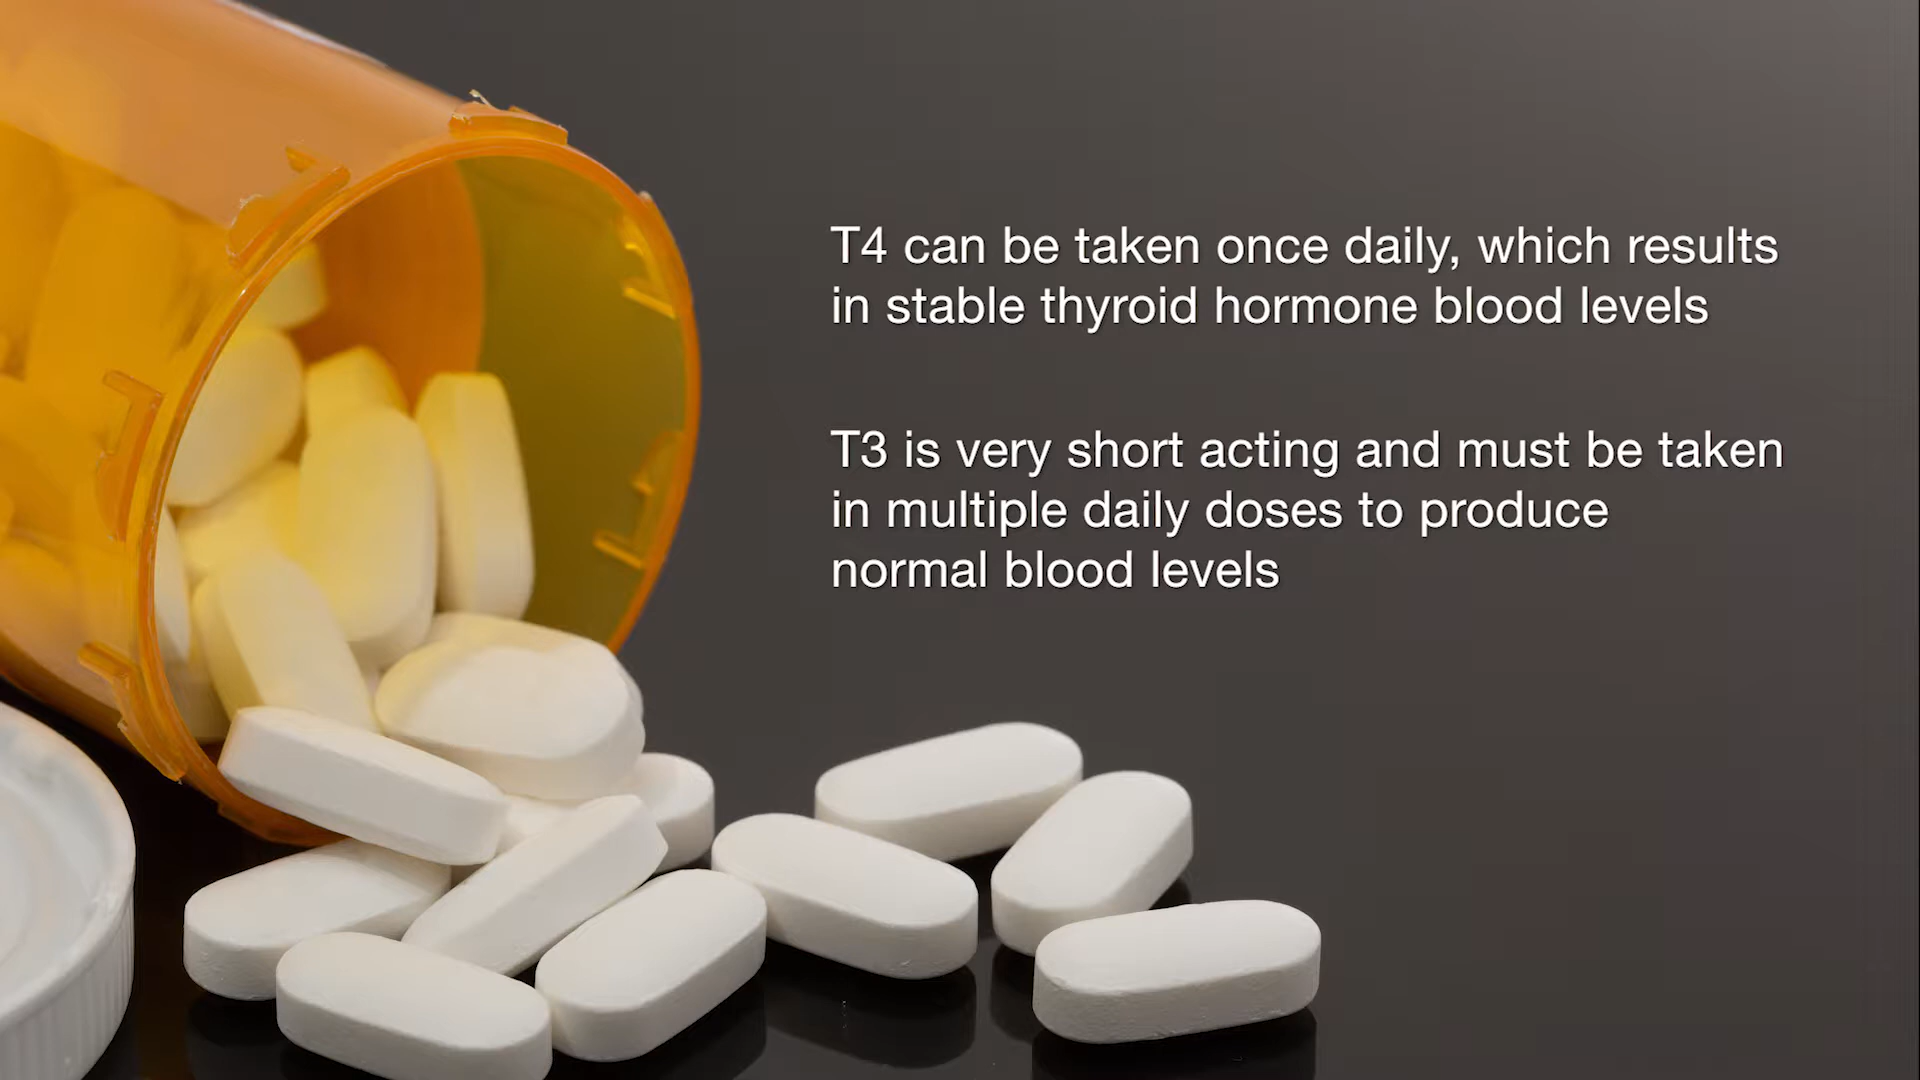 T4 can be taken once daily, which results
in stable thyroid hormone blood levels
T3 is very short acting and must be taken
in multiple daily doses to produce
normal blood levels